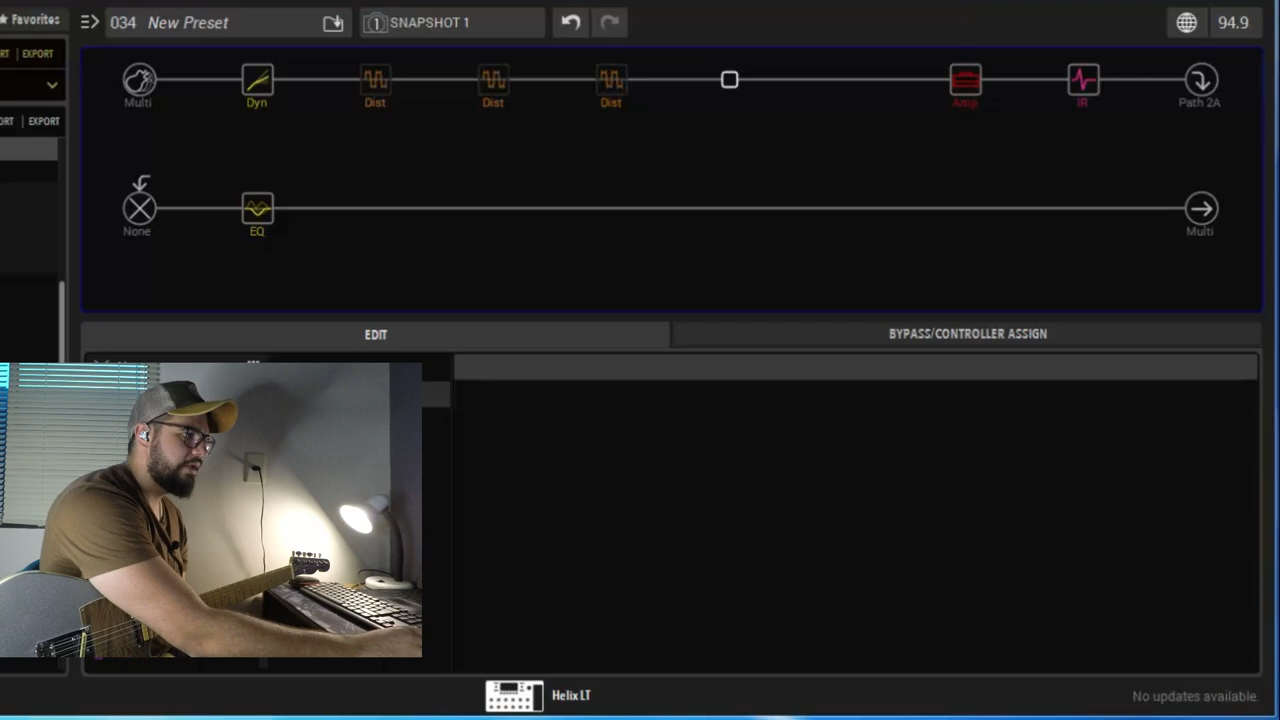 ★ Favorites
034 New Preset
1 SNAPSHOT 1
94.9
RT | EXPORT
Multi
Dyn
Dist
Dist
Dist
Amp
IR
Path 2A
ORT | EXPORT
None
EQ
Multi
EDIT
BYPASS/CONTROLLER ASSIGN
Helix LT
No updates available.